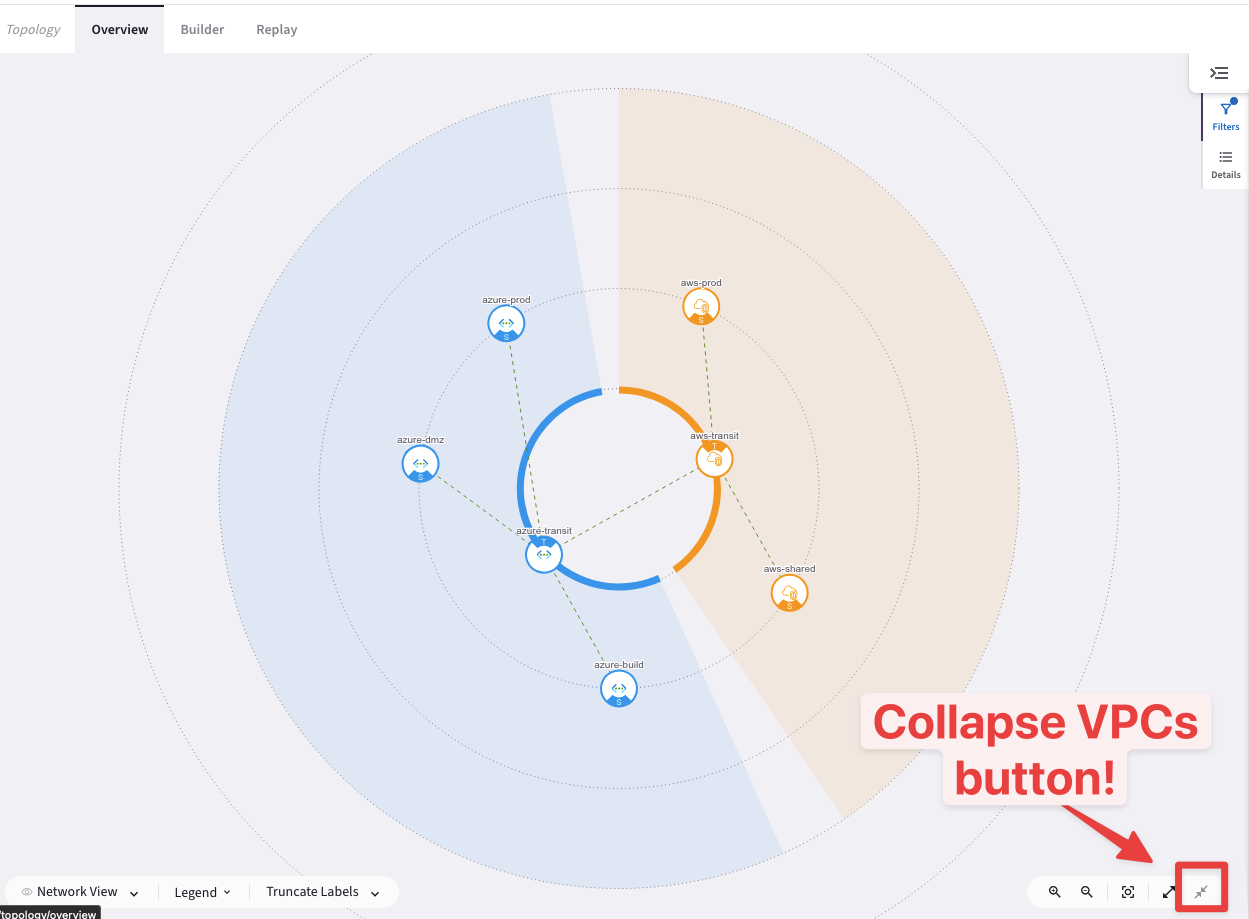 Topology
Overview
Builder
Replay
Filters
Details
aws-prod
S
azure-prod
S
aws-transit
T
azure-dmz
S
azure-transit
T
aws-shared
S
azure-build
S
Collapse VPCs
button!
Network View
Legend
Truncate Labels
/topology/overview